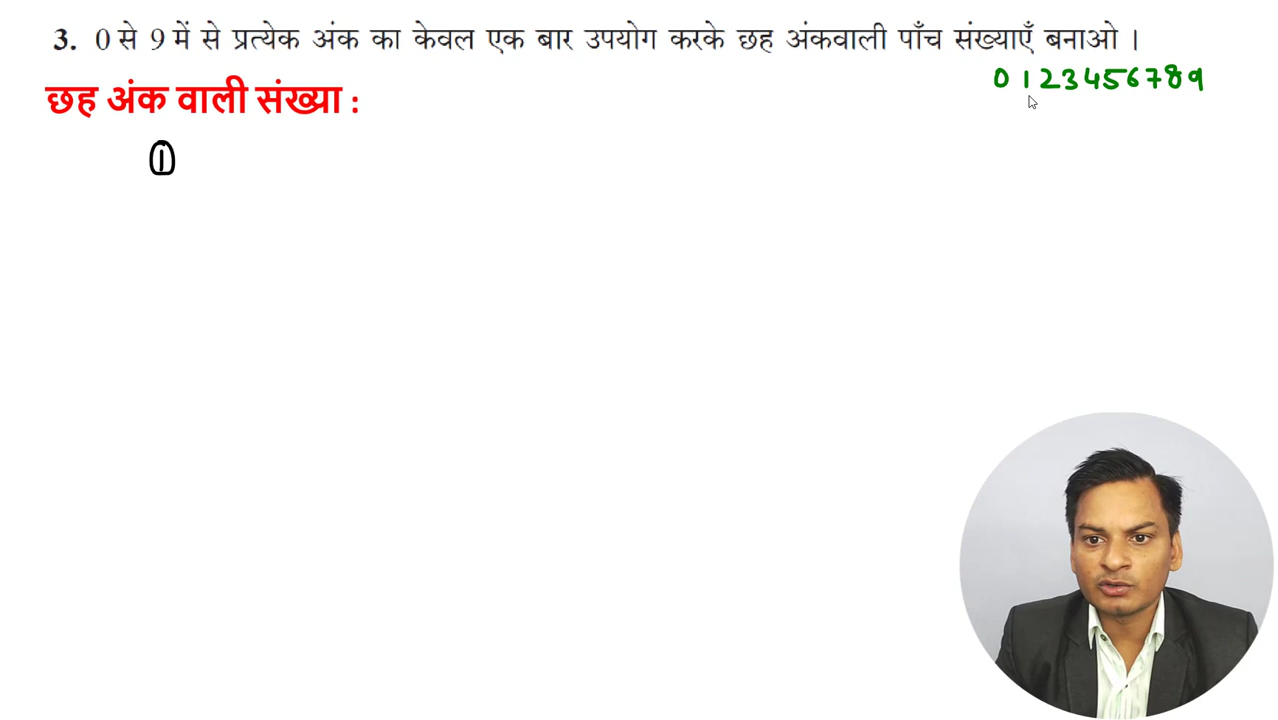 3. 0 से 9 में से प्रत्येक अंक का केवल एक बार उपयोग करके छह अंकवाली पाँच संख्याएँ बनाओ ।
0 1 2 3 4 5 6 7 8 9
छह अंक वाली संख्या :
①